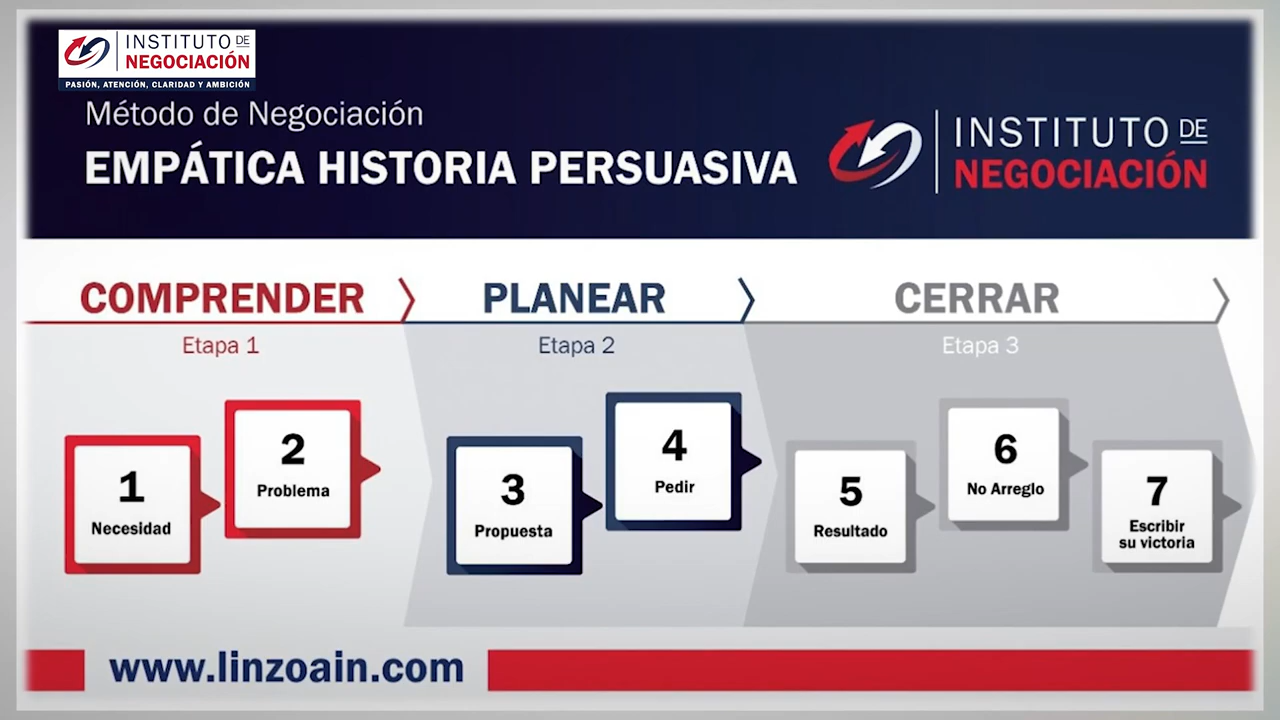 INSTITUTO DE
NEGOCIACIÓN
PASIÓN, ATENCIÓN, CLARIDAD Y AMBICIÓN
Método de Negociación
EMPÁTICA HISTORIA PERSUASIVA
INSTITUTO DE
NEGOCIACIÓN
COMPRENDER
PLANEAR
CERRAR
Etapa 1
Etapa 2
Etapa 3
1
Necesidad
2
Problema
3
Propuesta
4
Pedir
5
Resultado
6
No Arreglo
7
Escribir
su victoria
www.linzoain.com